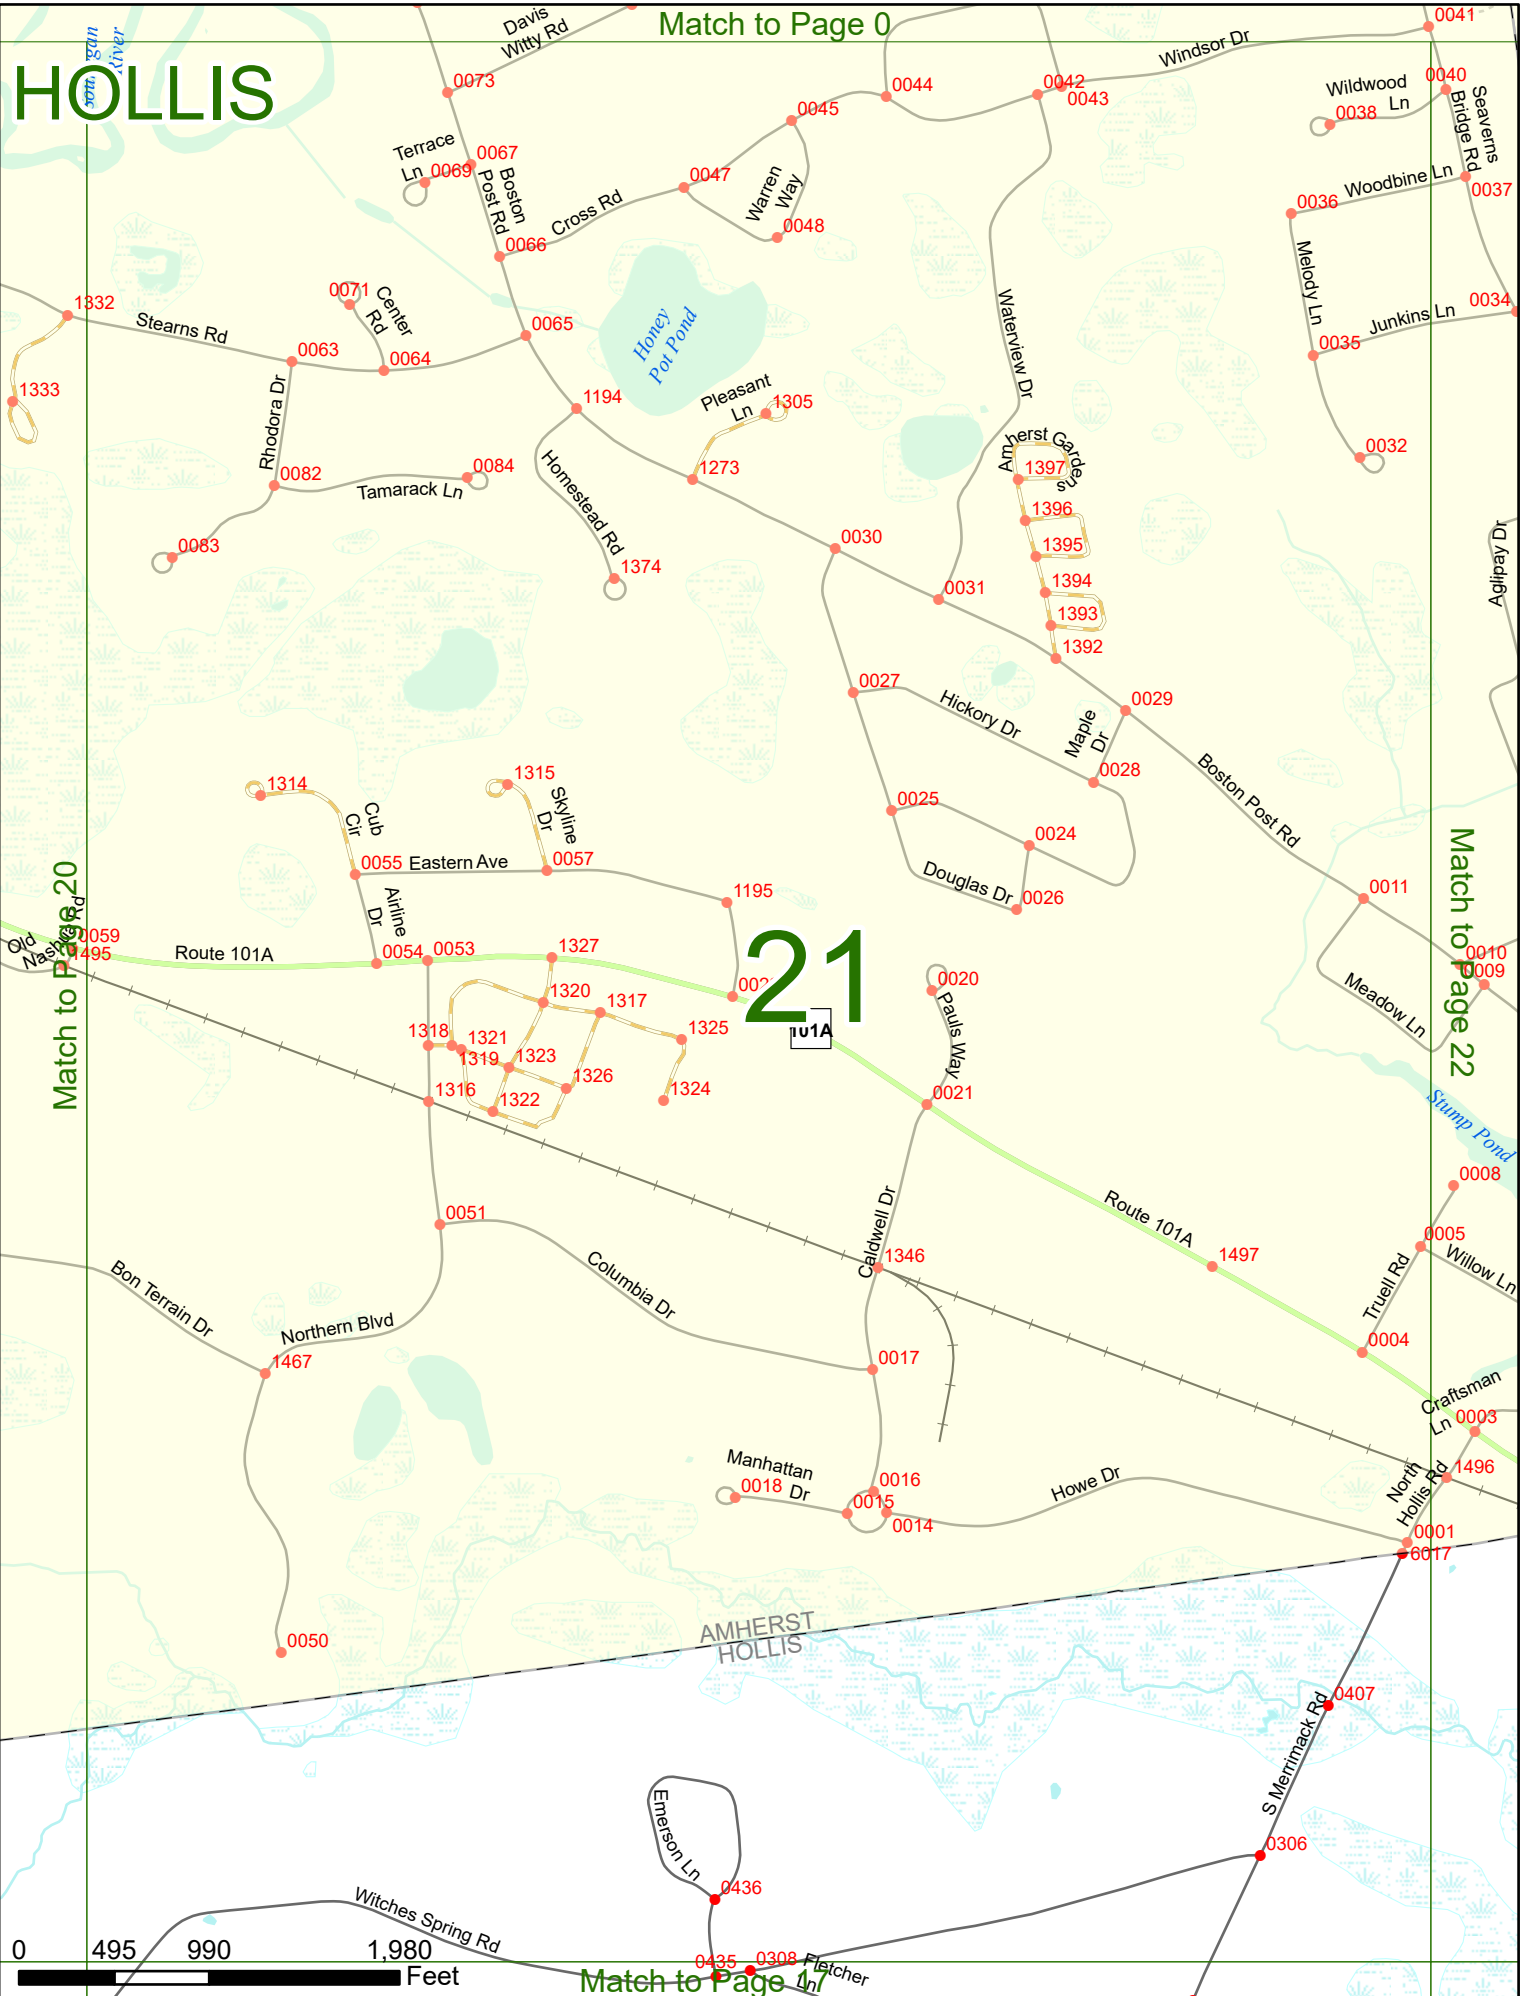 Match to Page 0
HOLLIS
River
Davis
Witty Rd
Windsor Dr
0041
0073
0044
0042
0043
0040
Wildwood
Ln
0038
Seaverns
Bridge Rd
0045
Terrace
Ln
0069
0067
Boston
Post Rd
0047
Warren
Way
0048
Cross Rd
0066
0036
Woodbine Ln
0037
Melody Ln
1332
Stearns Rd
0071
Center
Rd
0065
Honey
Pot Pond
Waterview Dr
0034
Junkins Ln
0035
0063
0064
1333
Rhodora Dr
1194
Pleasant
Ln
1305
Amherst Gardens
0032
0082
Tamarack Ln
0084
Homestead Rd
1273
1397
1396
0083
1374
0030
1395
1394
0031
1393
1392
Agliday Dr
0027
Hickory Dr
Maple
Dr
0029
0028
Boston Post Rd
1314
1315
Cub
Cir
Skyline
Dr
0025
0024
0055
Eastern Ave
0057
Douglas Dr
0026
Airline
Dr
1195
0011
Match to Page 20
Match to Page 22
Old
Nashua Rd
0059
1495
Route 101A
0054
0053
1327
21
101A
0020
Pauls Way
0010
0009
Meadow Ln
1320
1317
1325
1318
1321
1319
1323
1326
1324
1316
1322
0021
Stump Pond
0008
0051
Columbia Dr
Caldwell Dr
1346
Route 101A
1497
0005
Willow Ln
Truell Rd
0004
Bon Terrain Dr
Northern Blvd
1467
0017
Craftsman
Ln
0003
North
Hollis Rd
1496
Manhattan
Dr
0018
0016
0015
0014
Howe Dr
0001
6017
0050
AMHERST
HOLLIS
S Merrimack Rd
0407
0306
Emerson Ln
0436
Witches Spring Rd
0435
0308
Fletcher
Ln
0 495 990 1,980
Feet
Match to Page 17